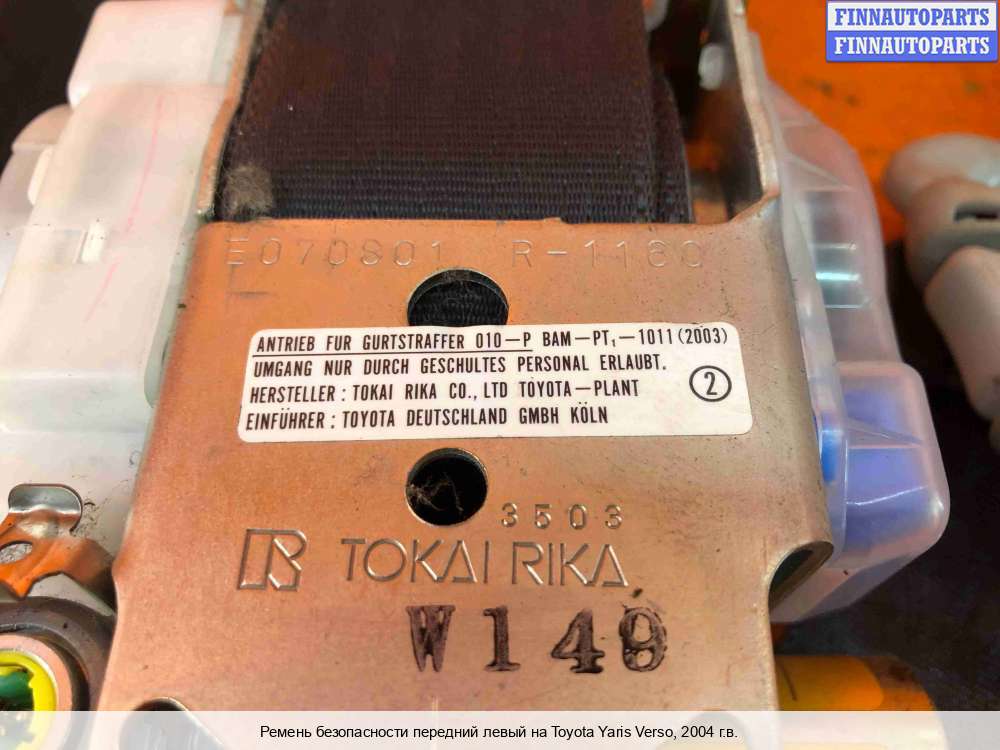 FINNAUTOPARTS
FINNAUTOPARTS
E070801 R-1180
ANTRIEB FUR GURTSTRAFFER 010-P BAM-PT₁-1011 (2003)
UMGANG NUR DURCH GESCHULTES PERSONAL ERLAUBT.
HERSTELLER : TOKAI RIKA CO., LTD TOYOTA-PLANT
EINFÜHRER : TOYOTA DEUTSCHLAND GMBH KÖLN
2
3503
R TOKAI RIKA
W149
Ремень безопасности передний левый на Toyota Yaris Verso, 2004 г.в.